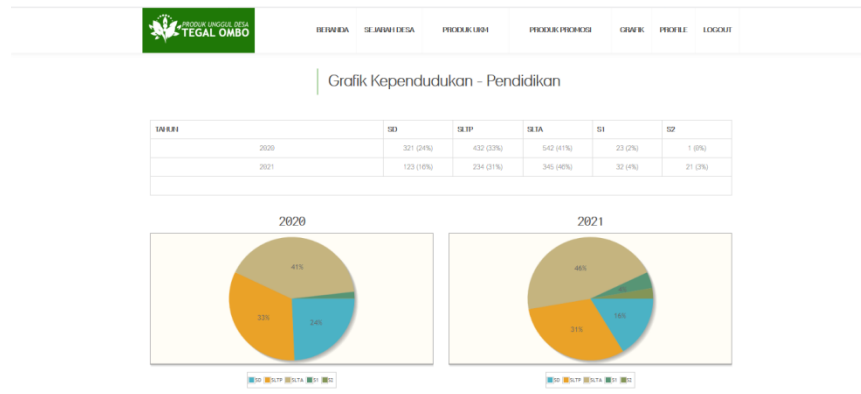 PRODUK UNGGUL DESA
TEGAL OMBO
BERANDA SEJARAH DESA PRODUK UKM PRODUK PROMOSI GRAFIK PROFILE LOGOUT
Grafik Kependudukan - Pendidikan
TAHUN SD SLTP SLTA S1 S2
2020 321 (24%) 432 (33%) 542 (41%) 23 (2%) 1 (0%)
2021 123 (16%) 234 (31%) 345 (46%) 32 (4%) 21 (3%)
2020 2021
41%
33%
24%
46%
31%
16%
SD SLTP SLTA S1 S2
SD SLTP SLTA S1 S2